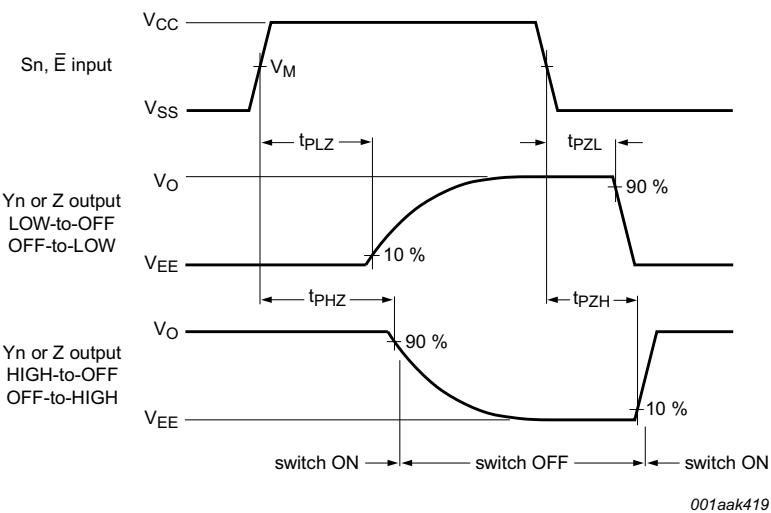 VCC
Sn, E̅ input
VM
VSS
tPLZ
tPZL
VO
Yn or Z output
LOW-to-OFF
OFF-to-LOW
90 %
10 %
VEE
tPHZ
tPZH
VO
Yn or Z output
HIGH-to-OFF
OFF-to-HIGH
90 %
10 %
VEE
switch ON
switch OFF
switch ON
001aak419